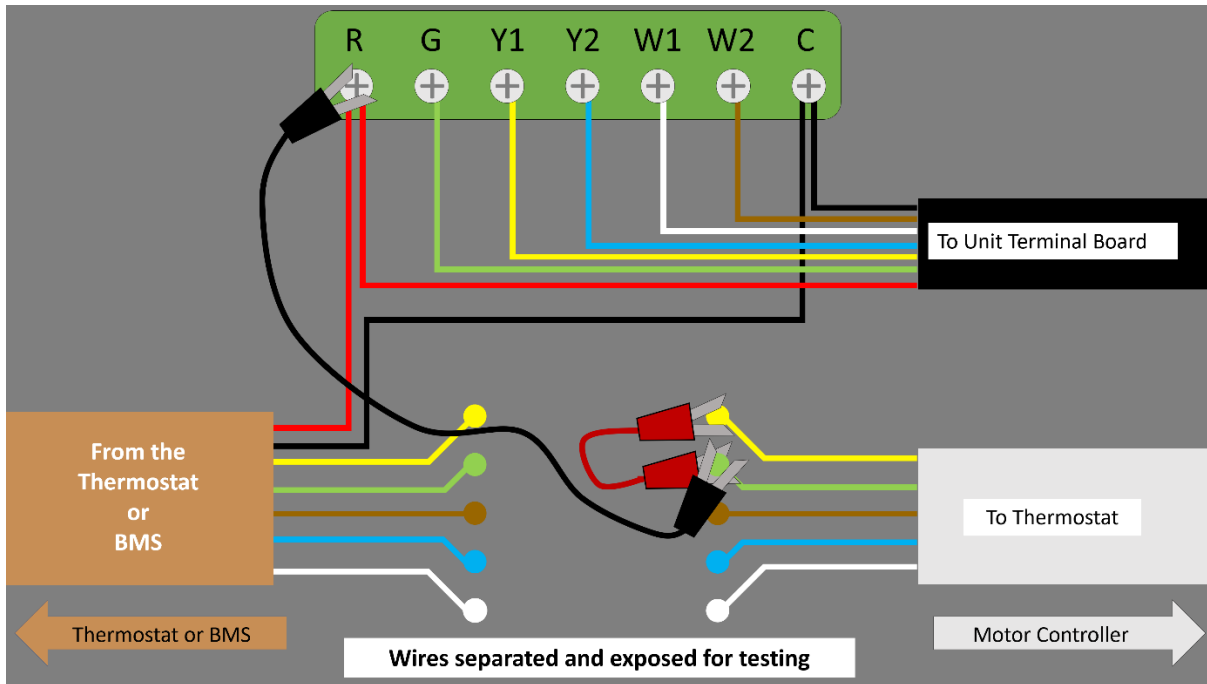 R G Y1 Y2 W1 W2 C
To Unit Terminal Board
From the
Thermostat
or
BMS
To Thermostat
Thermostat or BMS
Motor Controller
Wires separated and exposed for testing